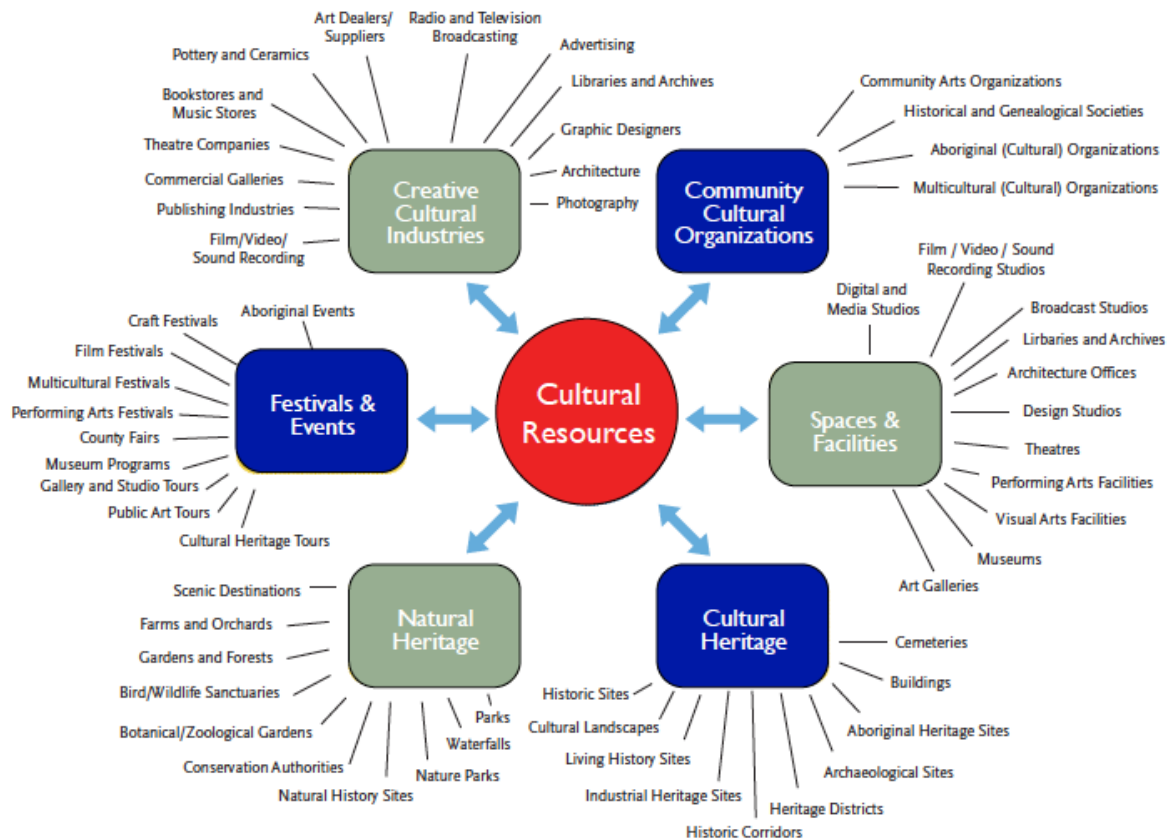 Art Dealers/
Suppliers
Radio and Television
Broadcasting
Advertising
Pottery and Ceramics
Libraries and Archives
Bookstores and
Music Stores
Graphic Designers
Theatre Companies
Architecture
Commercial Galleries
Photography
Publishing Industries
Film/Video/
Sound Recording
Creative
Cultural
Industries
Community Arts Organizations
Historical and Genealogical Societies
Aboriginal (Cultural) Organizations
Multicultural (Cultural) Organizations
Community
Cultural
Organizations
Film / Video / Sound
Recording Studios
Digital and
Media Studios
Broadcast Studios
Lirbaries and Archives
Architecture Offices
Design Studios
Theatres
Performing Arts Facilities
Visual Arts Facilities
Museums
Art Galleries
Spaces &
Facilities
Cultural
Resources
Aboriginal Events
Craft Festivals
Film Festivals
Multicultural Festivals
Performing Arts Festivals
County Fairs
Museum Programs
Gallery and Studio Tours
Public Art Tours
Cultural Heritage Tours
Festivals &
Events
Natural
Heritage
Scenic Destinations
Farms and Orchards
Gardens and Forests
Bird/Wildlife Sanctuaries
Botanical/Zoological Gardens
Conservation Authorities
Natural History Sites
Nature Parks
Waterfalls
Parks
Cultural
Heritage
Cemeteries
Buildings
Aboriginal Heritage Sites
Archaeological Sites
Heritage Districts
Historic Corridors
Industrial Heritage Sites
Living History Sites
Cultural Landscapes
Historic Sites